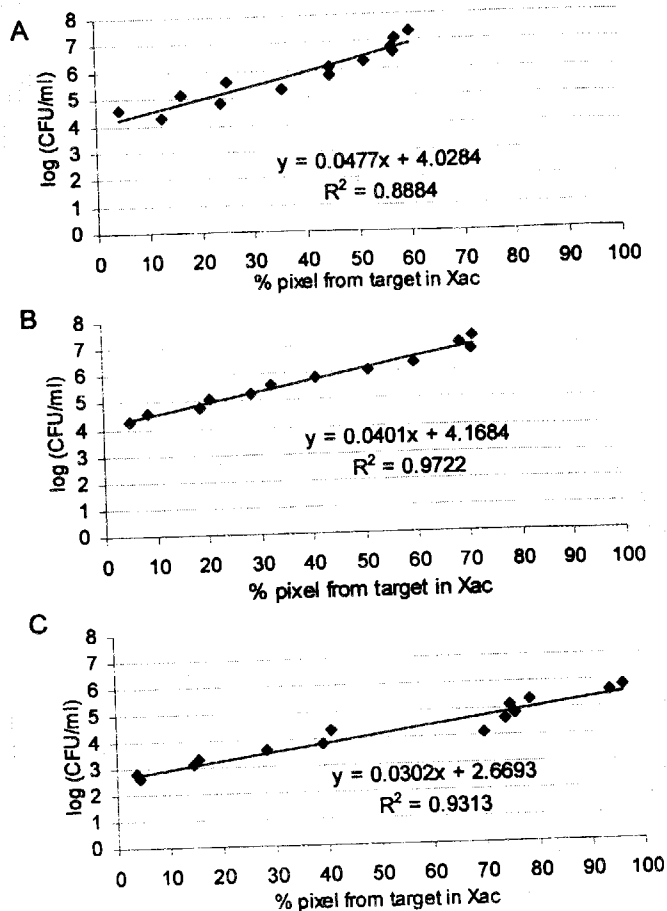 A
log (CFU/ml)
8
7
6
5
4
3
2
1
0
y = 0.0477x + 4.0284
R² = 0.8884
0 10 20 30 40 50 60 70 80 90 100
% pixel from target in Xac
B
log (CFU/ml)
8
7
6
5
4
3
2
1
0
y = 0.0401x + 4.1684
R² = 0.9722
0 10 20 30 40 50 60 70 80 90 100
% pixel from target in Xac
C
log (CFU/ml)
8
7
6
5
4
3
2
1
0
y = 0.0302x + 2.6693
R² = 0.9313
0 10 20 30 40 50 60 70 80 90 100
% pixel from target in Xac